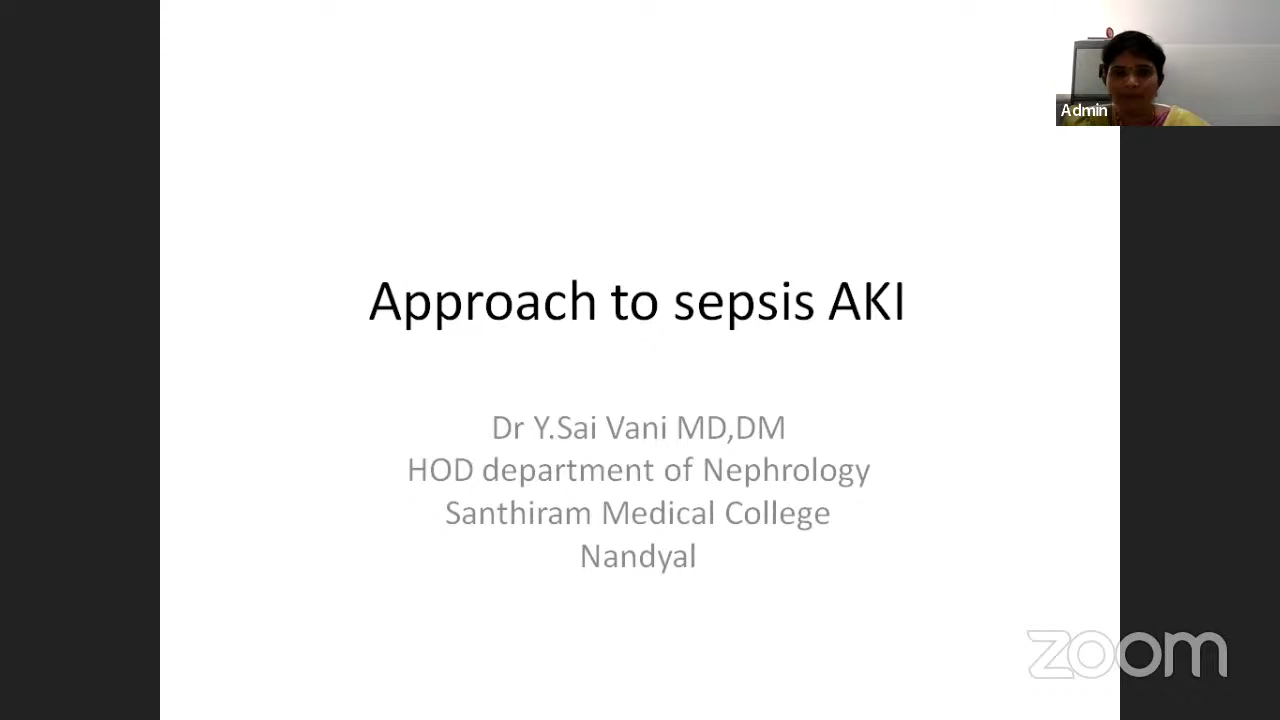 Admin
Approach to sepsis AKI
Dr Y.Sai Vani MD,DM
HOD department of Nephrology
Santhiram Medical College
Nandyal
zoom